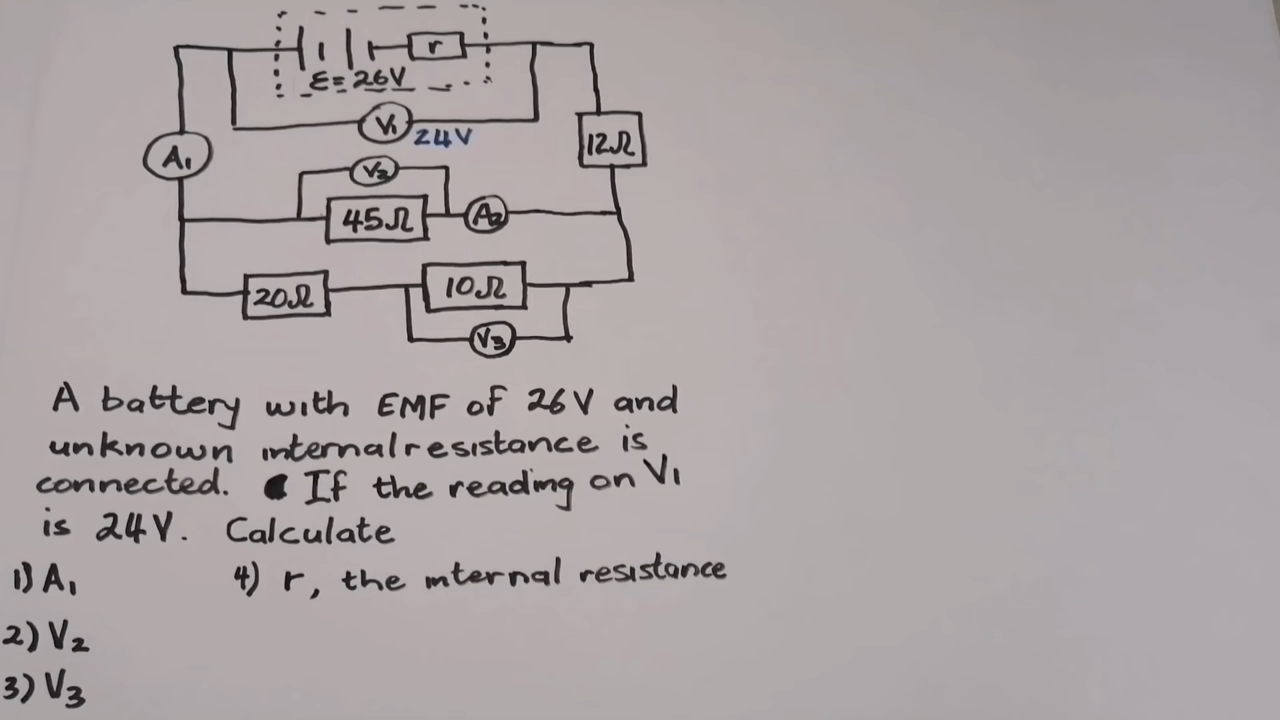 r
ε = 26V
V₁
24V
A₁
12Ω
V₂
45Ω
A₂
20Ω
10Ω
V₃
A battery with EMF of 26V and
unknown internal resistance is
connected. If the reading on V₁
is 24V. Calculate
1) A₁
4) r, the internal resistance
2) V₂
3) V₃